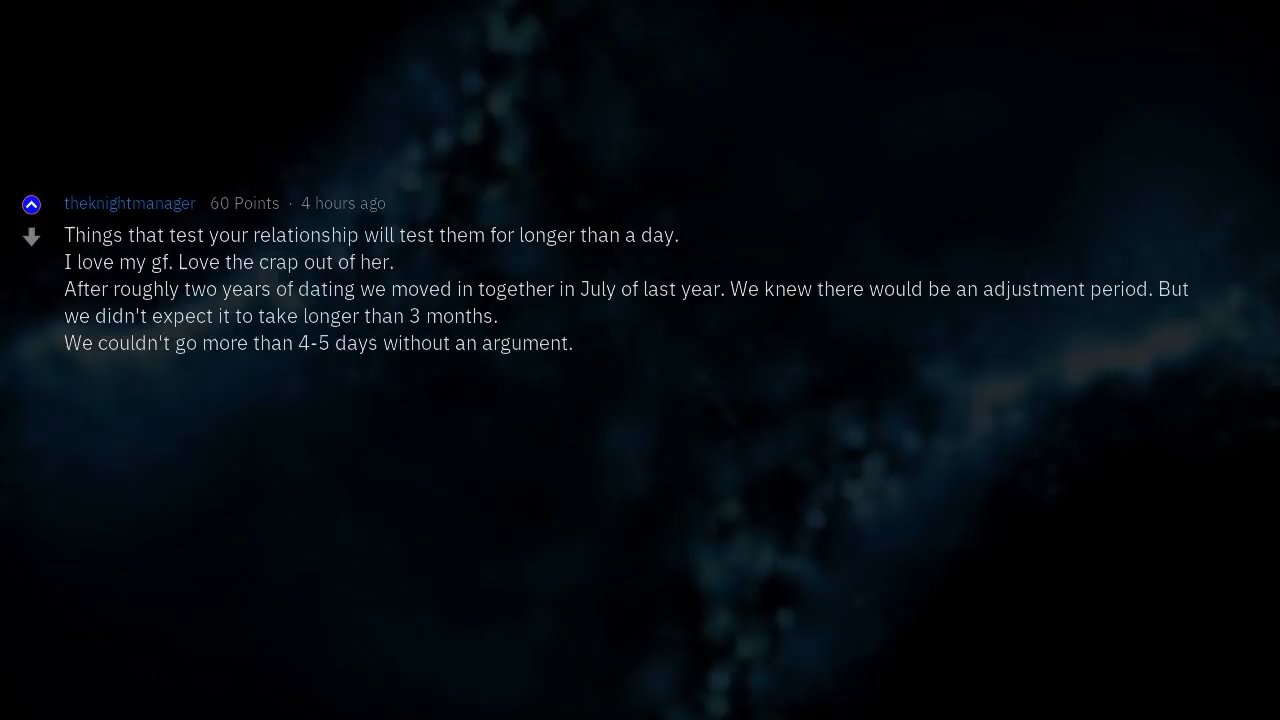 theknightmanager 60 Points · 4 hours ago
Things that test your relationship will test them for longer than a day.
I love my gf. Love the crap out of her.
After roughly two years of dating we moved in together in July of last year. We knew there would be an adjustment period. But
we didn't expect it to take longer than 3 months.
We couldn't go more than 4-5 days without an argument.